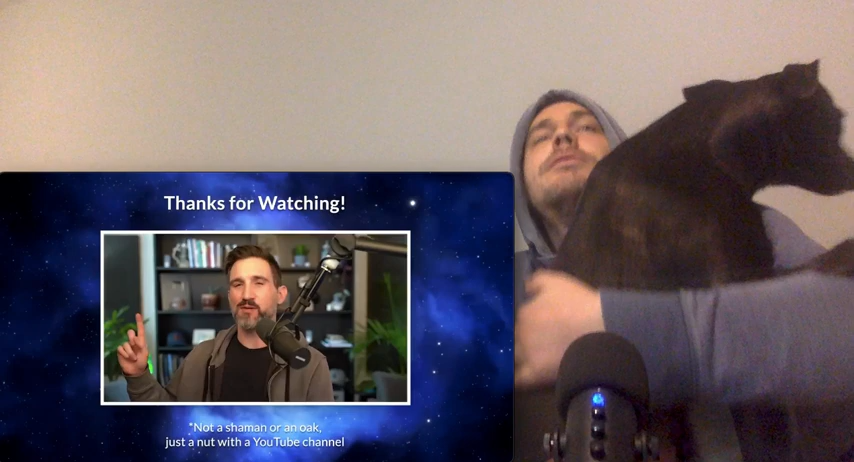 Thanks for Watching!
*Not a shaman or an oak,
just a nut with a YouTube channel